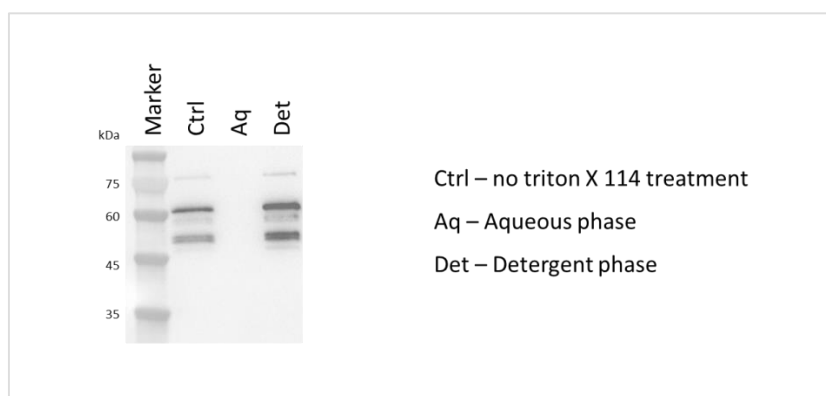 Marker
Ctrl
Aq
Det
kDa
75
60
45
35
Ctrl – no triton X 114 treatment
Aq – Aqueous phase
Det – Detergent phase